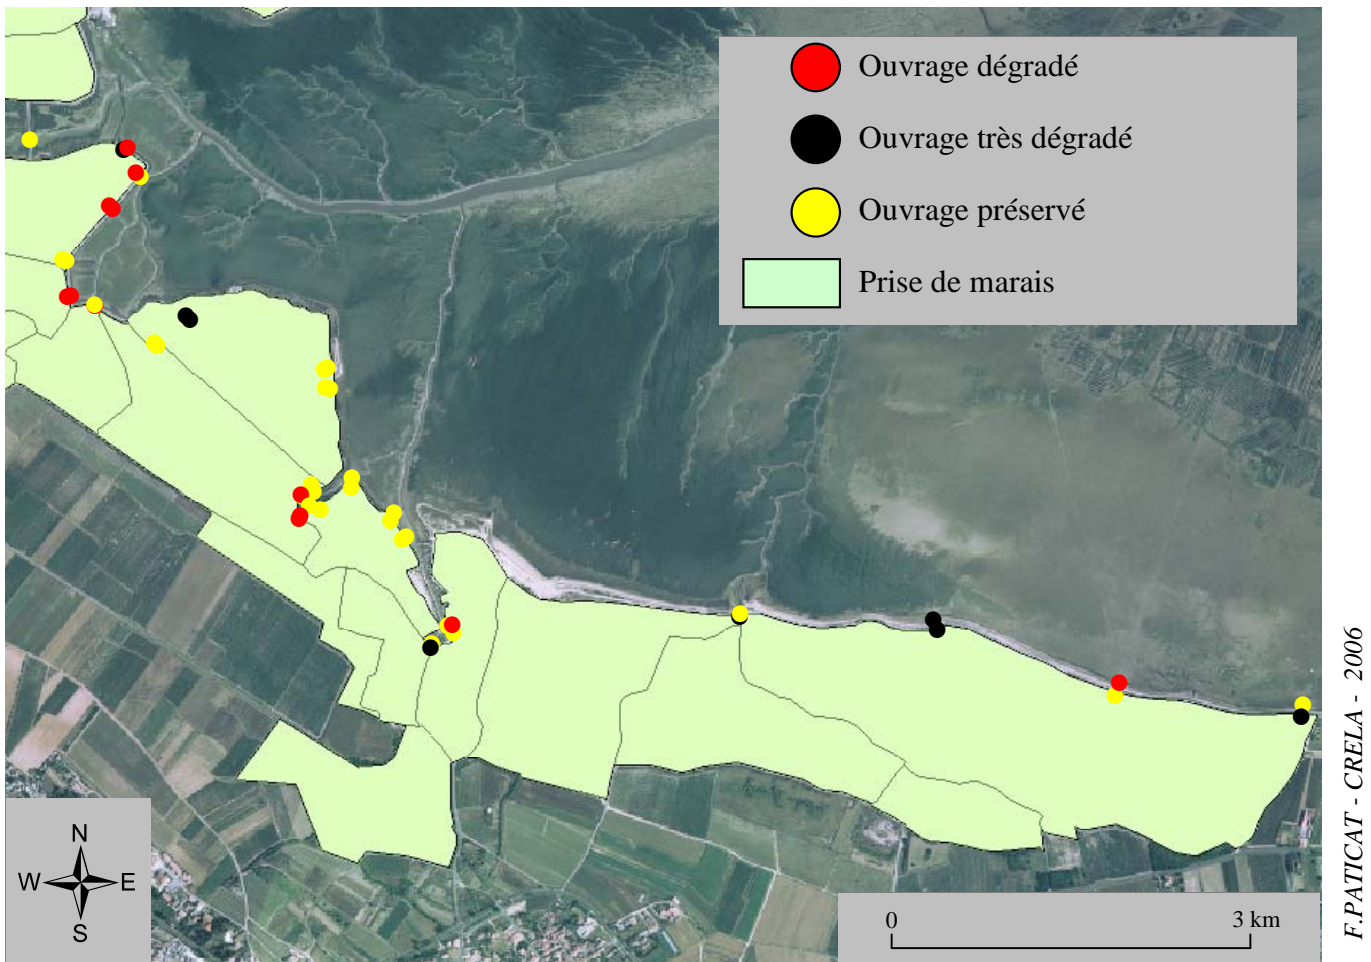 Ouvrage dégradé
Ouvrage très dégradé
Ouvrage préservé
Prise de marais
N
W E
S
0 3 km
F.PATICAT - CRELA - 2006